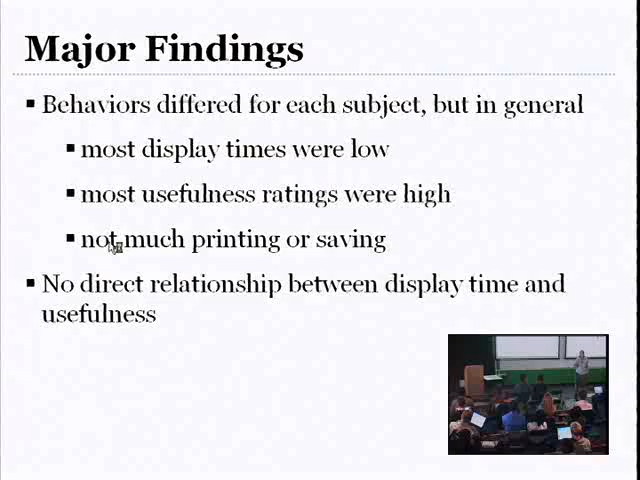 Major Findings
Behaviors differed for each subject, but in general
most display times were low
most usefulness ratings were high
not much printing or saving
No direct relationship between display time and
usefulness